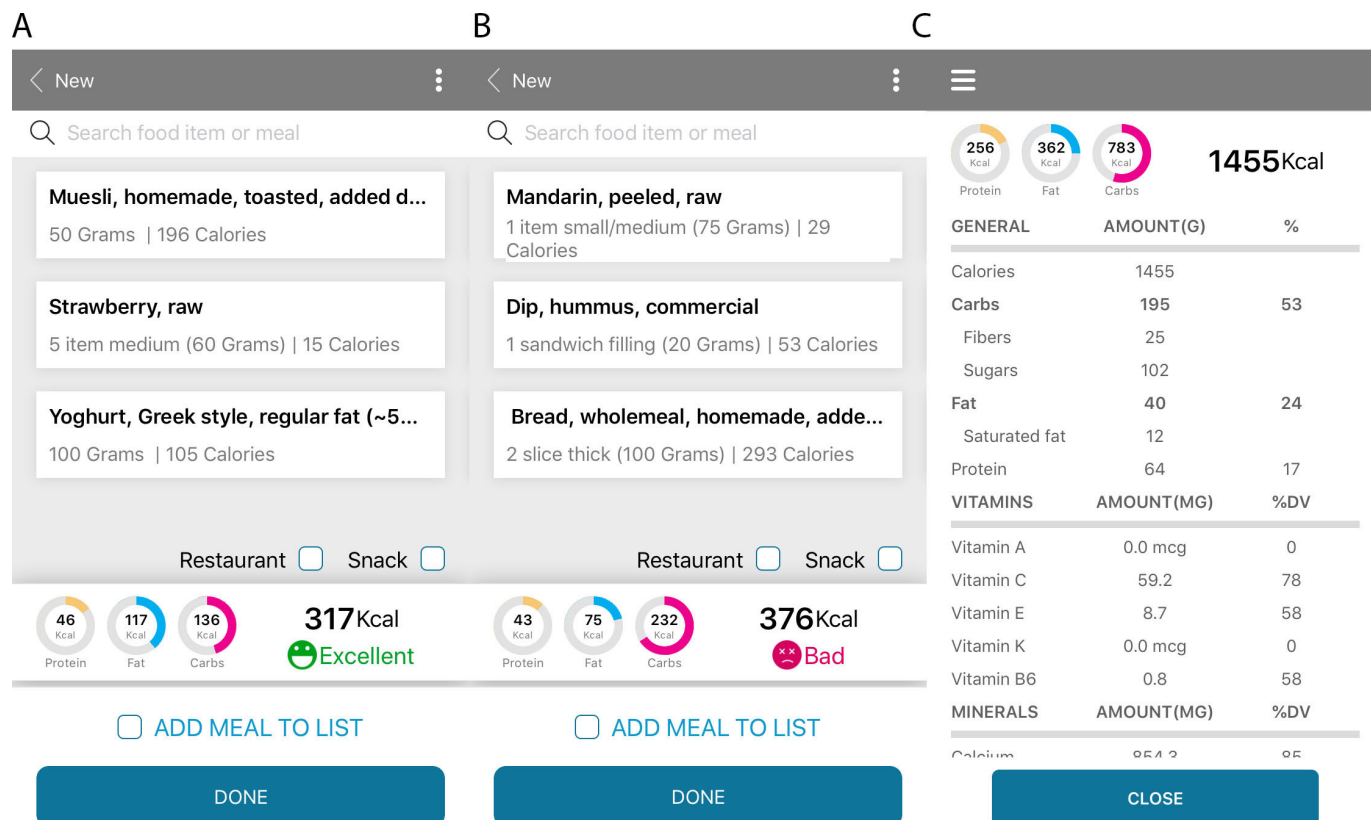 A
New
Search food item or meal
Muesli, homemade, toasted, added d...
50 Grams | 196 Calories
Strawberry, raw
5 item medium (60 Grams) | 15 Calories
Yoghurt, Greek style, regular fat (~5...
100 Grams | 105 Calories
Restaurant Snack
46 Kcal Protein
117 Kcal Fat
136 Kcal Carbs
317Kcal
Excellent
ADD MEAL TO LIST
DONE
B
New
Search food item or meal
Mandarin, peeled, raw
1 item small/medium (75 Grams) | 29
Calories
Dip, hummus, commercial
1 sandwich filling (20 Grams) | 53 Calories
Bread, wholemeal, homemade, adde...
2 slice thick (100 Grams) | 293 Calories
Restaurant Snack
43 Kcal Protein
75 Kcal Fat
232 Kcal Carbs
376Kcal
Bad
ADD MEAL TO LIST
DONE
C
256 Kcal Protein
362 Kcal Fat
783 Kcal Carbs
1455Kcal
GENERAL AMOUNT(G) %
Calories 1455
Carbs 195 53
Fibers 25
Sugars 102
Fat 40 24
Saturated fat 12
Protein 64 17
VITAMINS AMOUNT(MG) %DV
Vitamin A 0.0 mcg 0
Vitamin C 59.2 78
Vitamin E 8.7 58
Vitamin K 0.0 mcg 0
Vitamin B6 0.8 58
MINERALS AMOUNT(MG) %DV
Calcium 854.3 85
CLOSE